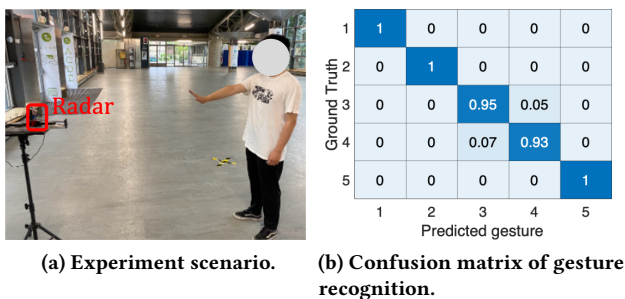 Radar
(a) Experiment scenario.
Ground Truth
1 1 0 0 0 0
2 0 1 0 0 0
3 0 0 0.95 0.05 0
4 0 0 0.07 0.93 0
5 0 0 0 0 1
1 2 3 4 5
Predicted gesture
(b) Confusion matrix of gesture
recognition.